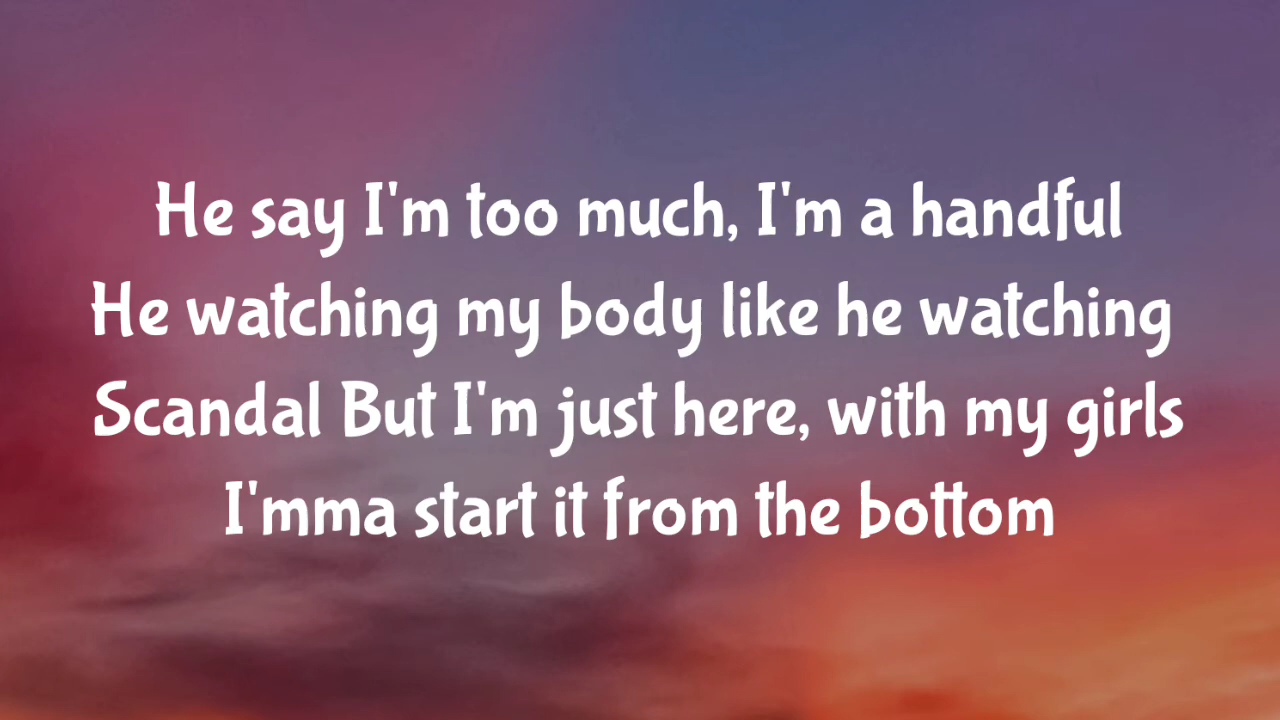 He say I'm too much, I'm a handful
He watching my body like he watching
Scandal But I'm just here, with my girls
I'mma start it from the bottom